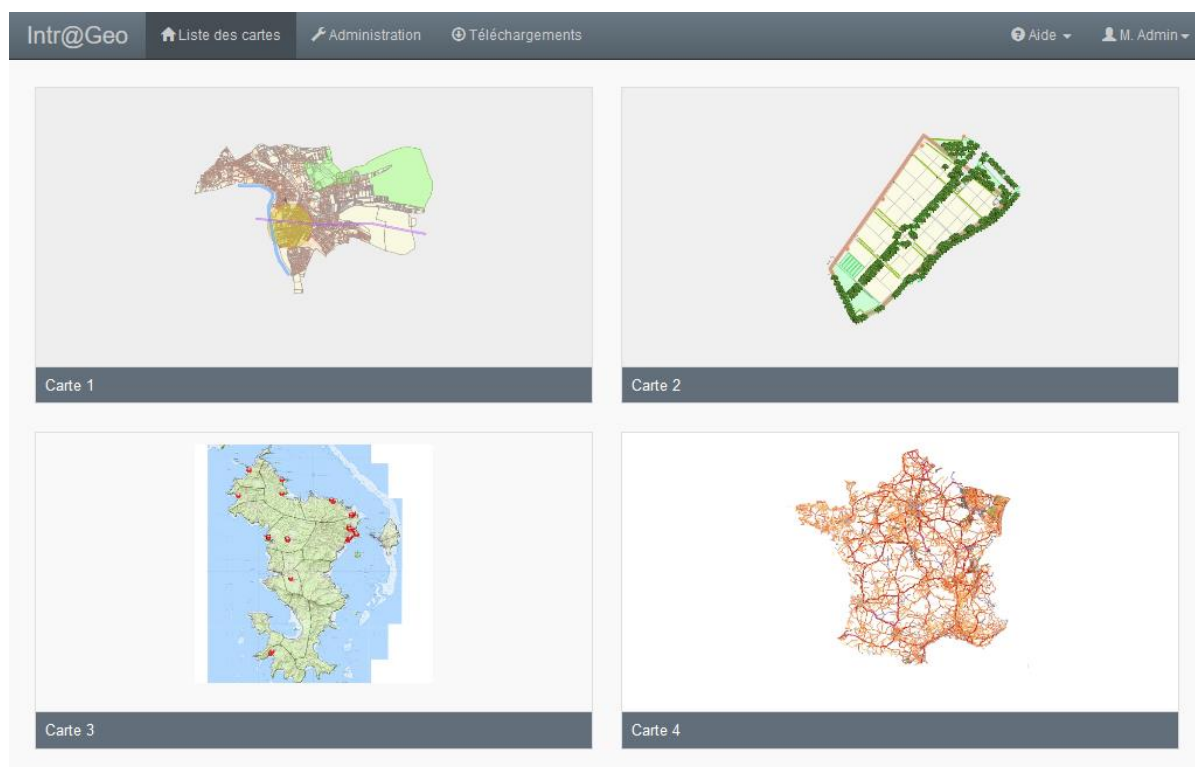 Intr@Geo Liste des cartes Administration Téléchargements Aide M. Admin
Carte 1
Carte 2
Carte 3
Carte 4